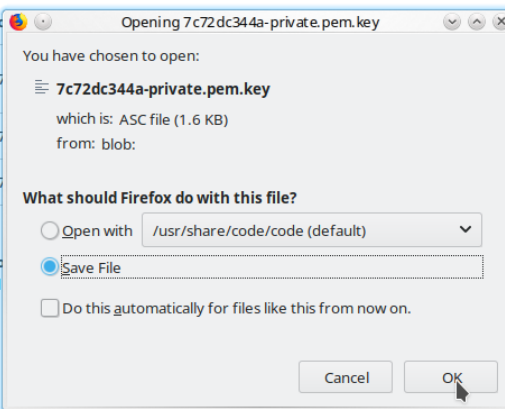 Opening 7c72dc344a-private.pem.key
You have chosen to open:
7c72dc344a-private.pem.key
which is: ASC file (1.6 KB)
from: blob:
What should Firefox do with this file?
Open with /usr/share/code/code (default)
Save File
Do this automatically for files like this from now on.
Cancel OK